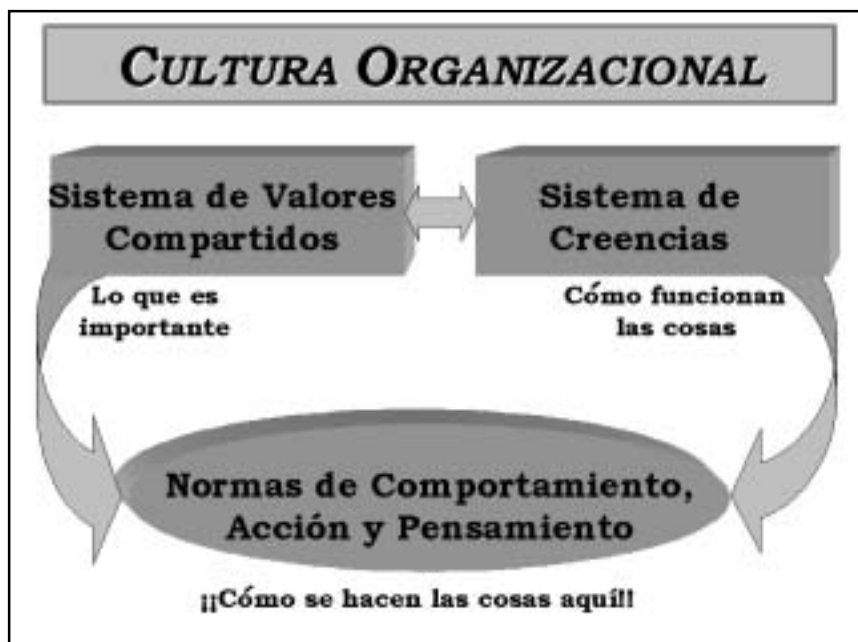 CULTURA ORGANIZACIONAL
Sistema de Valores
Compartidos
Sistema de
Creencias
Lo que es
importante
Cómo funcionan
las cosas
Normas de Comportamiento,
Acción y Pensamiento
¡¡Cómo se hacen las cosas aquí!!